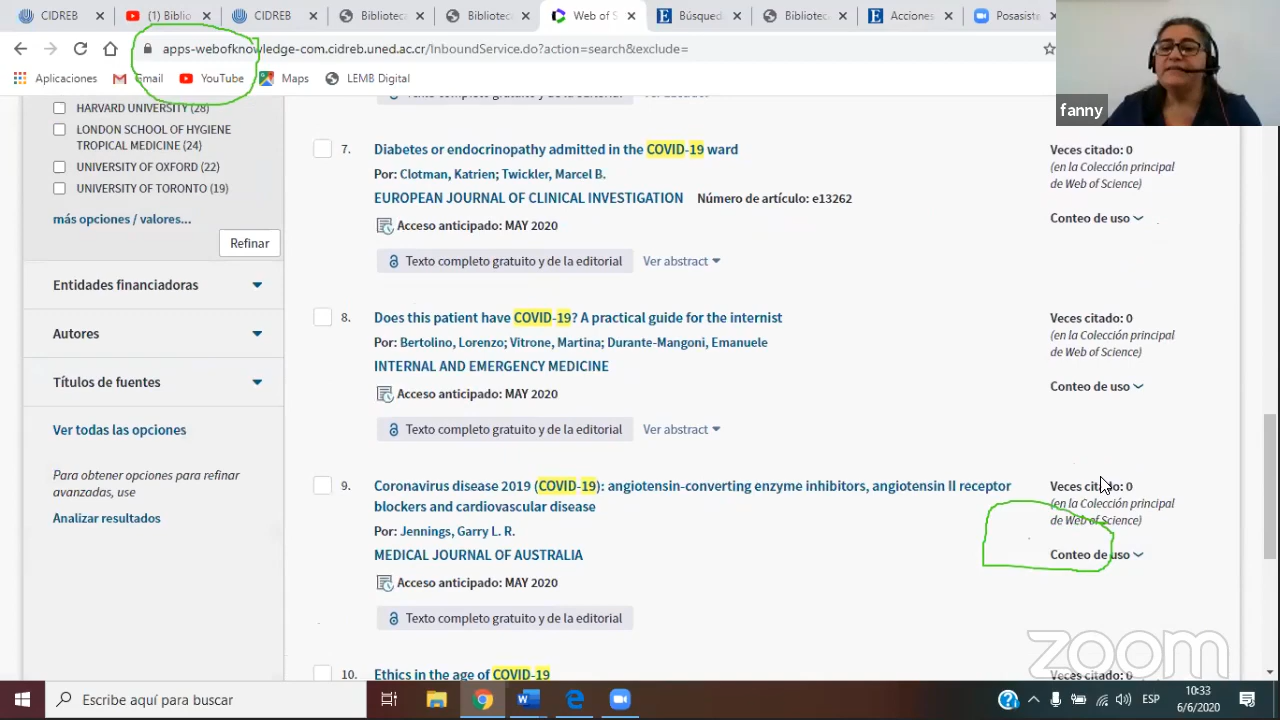 CIDREB
(1) Biblio
CIDREB
Bibliotec
Bibliotec
Web of S
Búsqued
Bibliotec
Acciones
Posasiste
apps-webofknowledge-com.cidreb.uned.ac.cr/InboundService.do?action=search&exclude=
Aplicaciones
Gmail
YouTube
Maps
LEMB Digital
fanny
HARVARD UNIVERSITY (28)
LONDON SCHOOL OF HYGIENE
TROPICAL MEDICINE (24)
UNIVERSITY OF OXFORD (22)
UNIVERSITY OF TORONTO (19)
más opciones / valores...
Refinar
Entidades financiadoras
Autores
Títulos de fuentes
Ver todas las opciones
Para obtener opciones para refinar
avanzadas, use
Analizar resultados
Texto completo gratuito y de la editorial
Ver abstract
7. Diabetes or endocrinopathy admitted in the COVID-19 ward
Por: Clotman, Katrien; Twickler, Marcel B.
EUROPEAN JOURNAL OF CLINICAL INVESTIGATION Número de artículo: e13262
Acceso anticipado: MAY 2020
Texto completo gratuito y de la editorial
Ver abstract
Veces citado: 0
(en la Colección principal
de Web of Science)
Conteo de uso
8. Does this patient have COVID-19? A practical guide for the internist
Por: Bertolino, Lorenzo; Vitrone, Martina; Durante-Mangoni, Emanuele
INTERNAL AND EMERGENCY MEDICINE
Acceso anticipado: MAY 2020
Texto completo gratuito y de la editorial
Ver abstract
Veces citado: 0
(en la Colección principal
de Web of Science)
Conteo de uso
9. Coronavirus disease 2019 (COVID-19): angiotensin-converting enzyme inhibitors, angiotensin II receptor
blockers and cardiovascular disease
Por: Jennings, Garry L. R.
MEDICAL JOURNAL OF AUSTRALIA
Acceso anticipado: MAY 2020
Texto completo gratuito y de la editorial
Veces citado: 0
(en la Colección principal
de Web of Science)
Conteo de uso
10. Ethics in the age of COVID-19
Veces citado: 0
zoom
Escribe aquí para buscar
ESP
10:33
6/6/2020